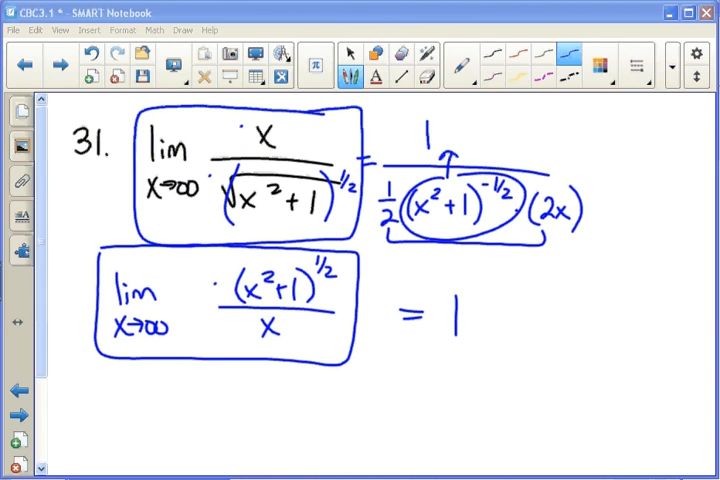 CBC3.1 * - SMART Notebook
File Edit View Insert Format Math Draw Help
31. lim x→∞ x / √(x² + 1)^1/2 = 1 / 1/2 (x² + 1)^-1/2 · (2x)
lim x→∞ (x²+1)^1/2 / x = 1